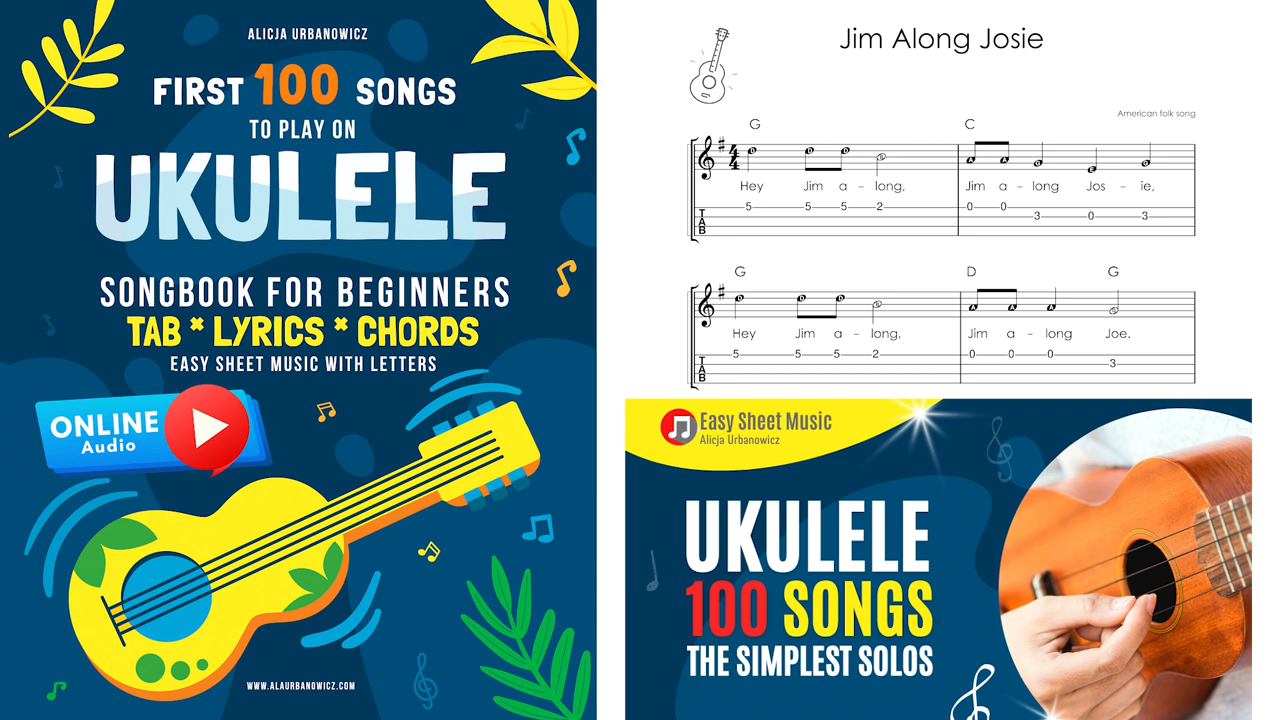 ALICJA URBANOWICZ
FIRST 100 SONGS
TO PLAY ON
UKULELE
SONGBOOK FOR BEGINNERS
TAB * LYRICS * CHORDS
EASY SHEET MUSIC WITH LETTERS
ONLINE
Audio
WWW.ALAURBANOWICZ.COM
Jim Along Josie
American folk song
G C
4
4
D D D B A A G E G
Hey Jim a - long, Jim a - long Jos - ie,
T
A
B
5 5 5 2 0 0 3 0 3
G D G
D D D B A A A G
Hey Jim a - long, Jim a - long Joe.
5 5 5 2 0 0 0 3
Easy Sheet Music
Alicja Urbanowicz
UKULELE
100 SONGS
THE SIMPLEST SOLOS